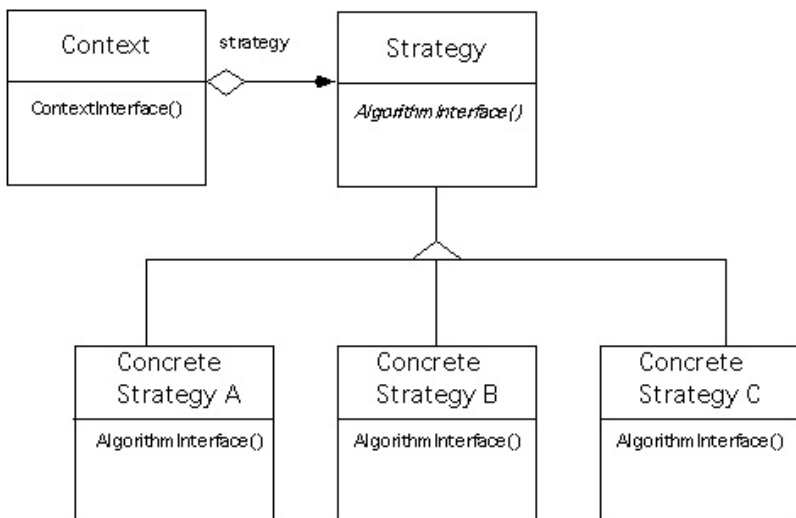 Context
strategy
Strategy
ContextInterface()
AlgorithmInterface()
Concrete
Strategy A
AlgorithmInterface()
Concrete
Strategy B
AlgorithmInterface()
Concrete
Strategy C
AlgorithmInterface()